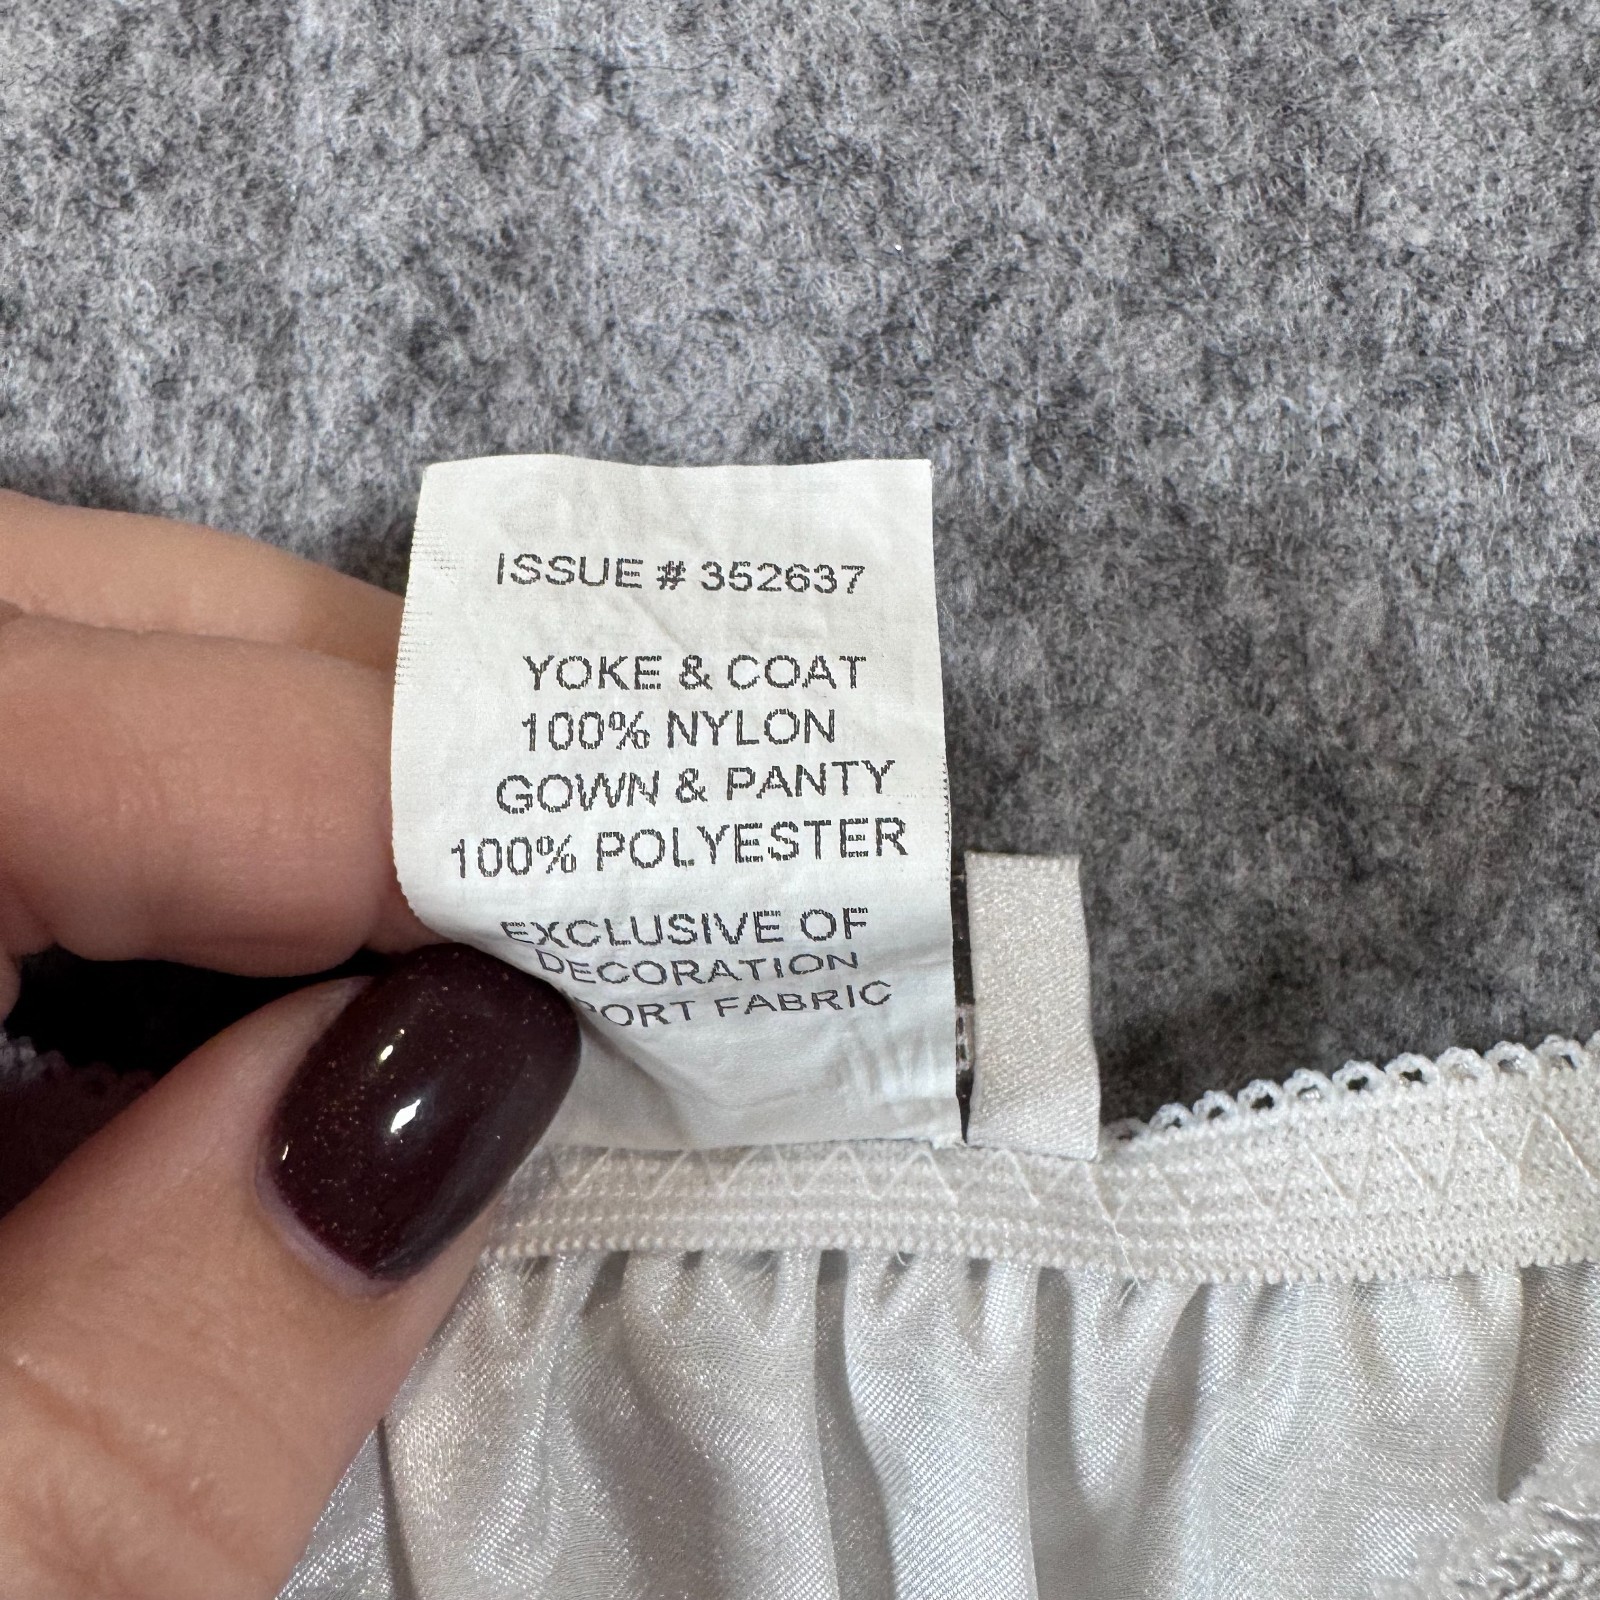 ISSUE # 352637
YOKE & COAT
100% NYLON
GOWN & PANTY
100% POLYESTER
EXCLUSIVE OF
DECORATION
FABRIC